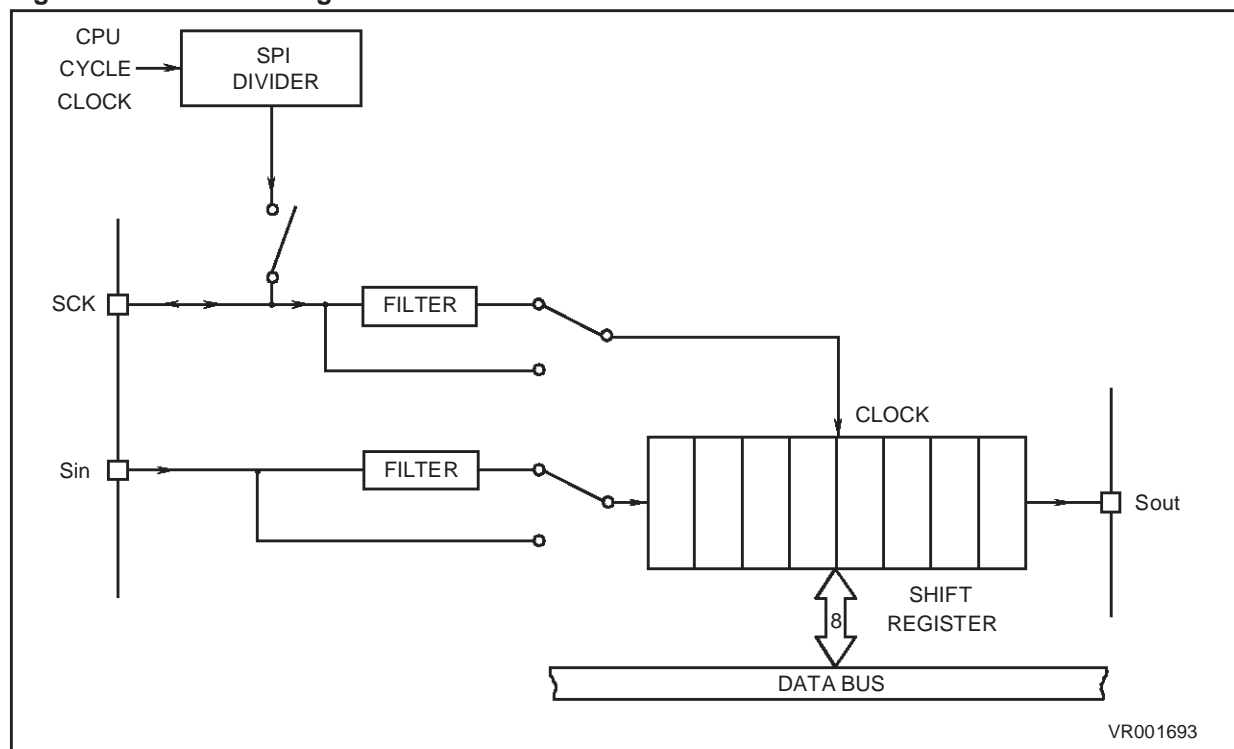 CPU
CYCLE
CLOCK
SPI
DIVIDER
SCK
FILTER
CLOCK
Sin
FILTER
Sout
SHIFT
REGISTER
8
DATA BUS
VR001693